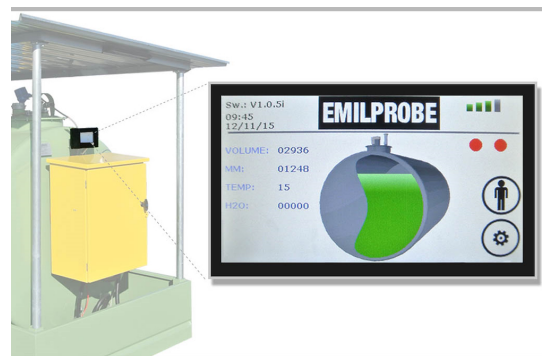 Sw.: V1.0.5i
09:45
12/11/15
EMILPROBE
VOLUME: 02936
MM: 01248
TEMP: 15
H2O: 00000